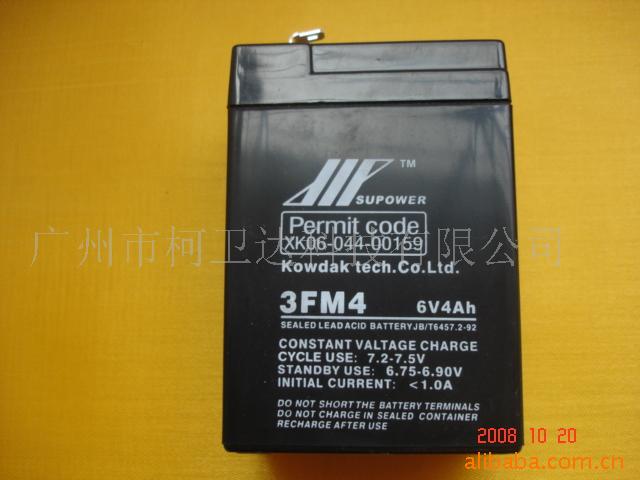 TM
SUPOWER
Permit code
XK06-044-00159
广州市柯卫达科技有限公司
Kowdak tech.Co.Ltd.
3FM4 6V4Ah
SEALED LEAD ACID BATTERY JB/T6457.2-92
CONSTANT VALTAGE CHARGE
CYCLE USE: 7.2-7.5V
STANDBY USE: 6.75-6.90V
INITIAL CURRENT: <1.0A
DO NOT SHORT THE BATTERY TERMINALS
DO NOT CHARGE IN SEALED CONTAINER
RECHARGE AFTER USE
2008 10 20
alibaba.com.cn